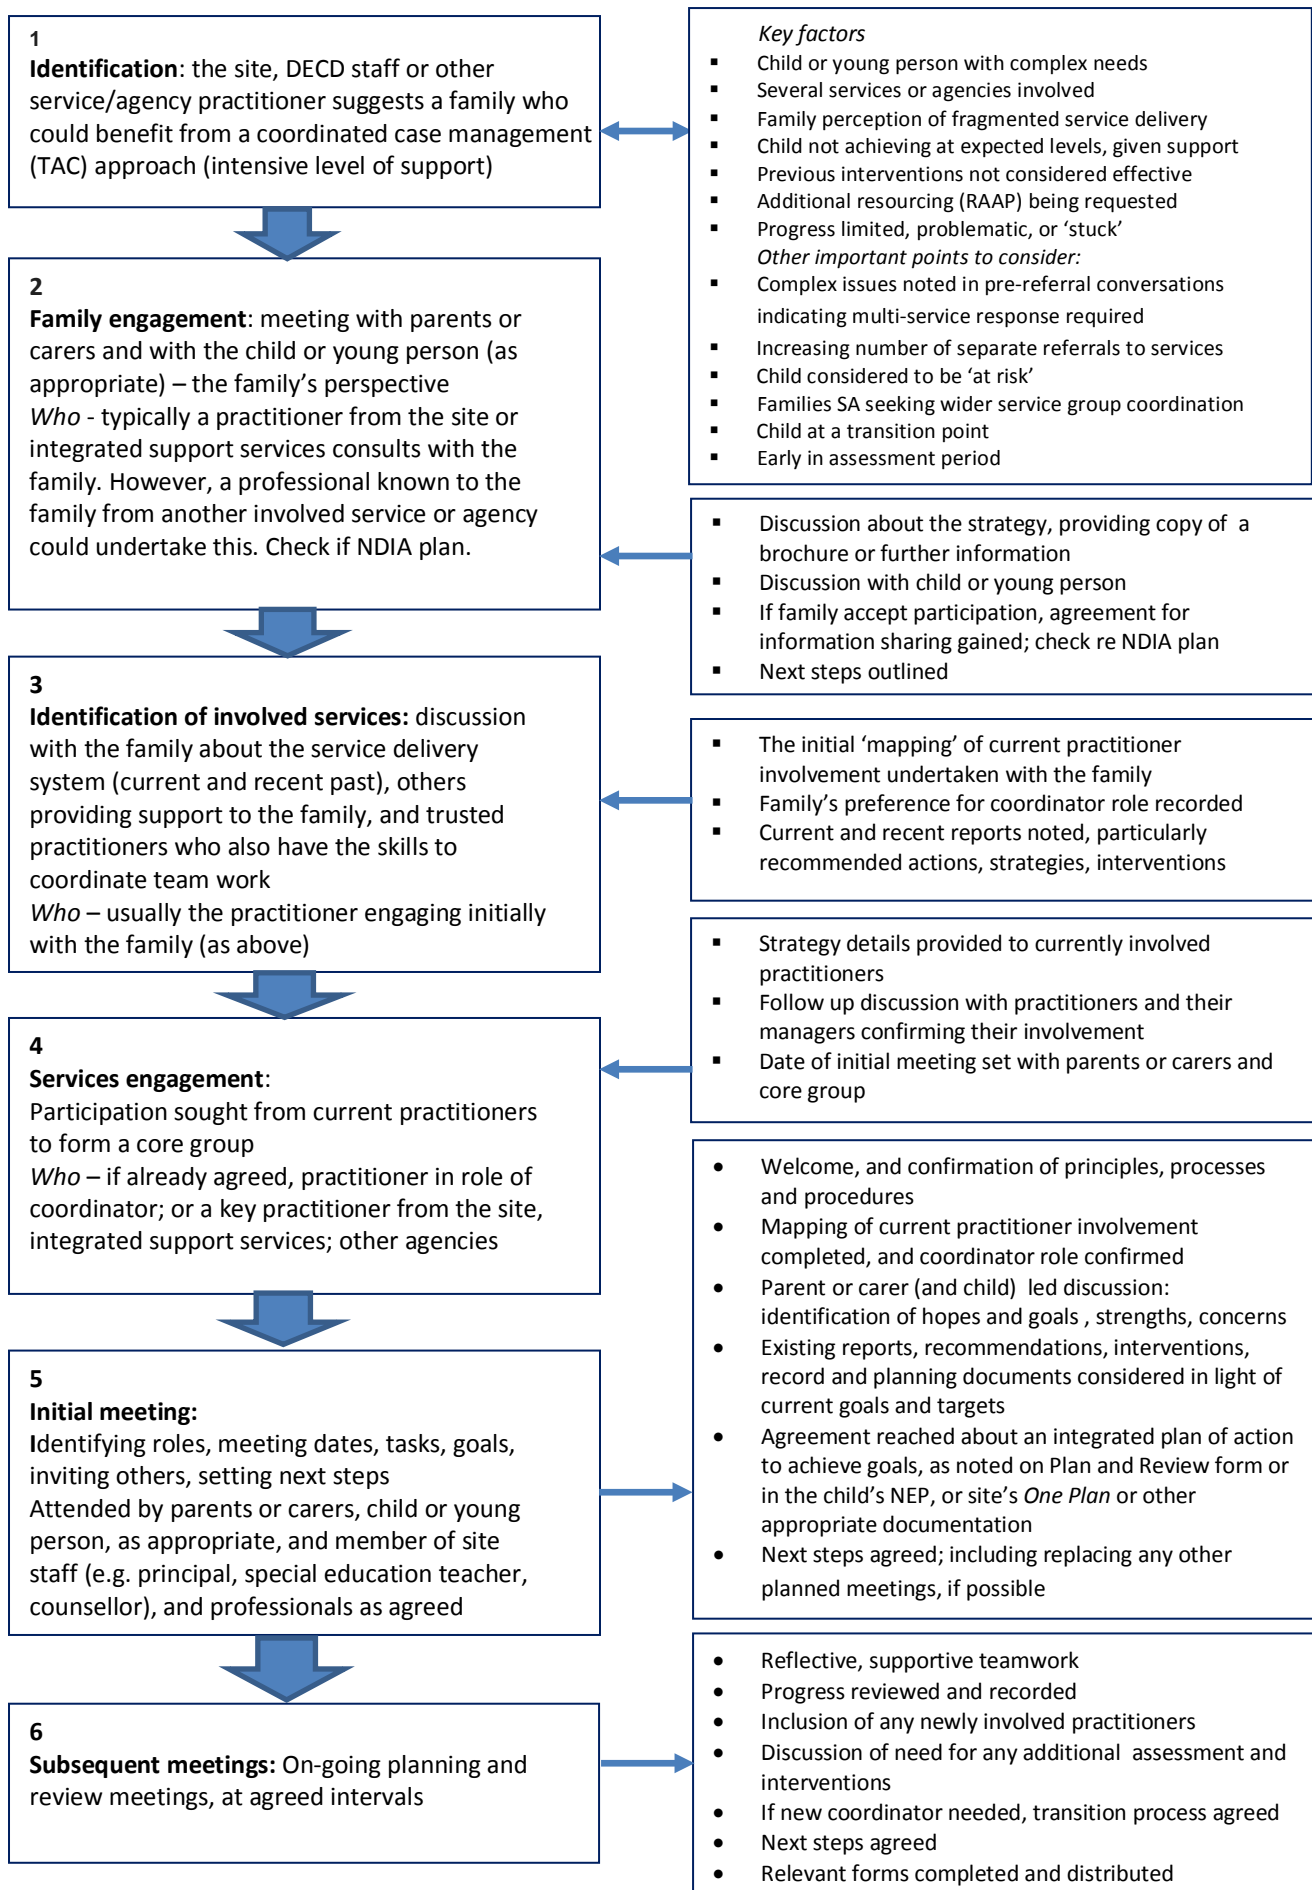 1
Identification: the site, DECD staff or other
service/agency practitioner suggests a family who
could benefit from a coordinated case management
(TAC) approach (intensive level of support)
Key factors
▪ Child or young person with complex needs
▪ Several services or agencies involved
▪ Family perception of fragmented service delivery
▪ Child not achieving at expected levels, given support
▪ Previous interventions not considered effective
▪ Additional resourcing (RAAP) being requested
▪ Progress limited, problematic, or ‘stuck’
Other important points to consider:
▪ Complex issues noted in pre-referral conversations
indicating multi-service response required
▪ Increasing number of separate referrals to services
▪ Child considered to be ‘at risk’
▪ Families SA seeking wider service group coordination
▪ Child at a transition point
▪ Early in assessment period
2
Family engagement: meeting with parents or
carers and with the child or young person (as
appropriate) – the family’s perspective
Who - typically a practitioner from the site or
integrated support services consults with the
family. However, a professional known to the
family from another involved service or agency
could undertake this. Check if NDIA plan.
▪ Discussion about the strategy, providing copy of a
brochure or further information
▪ Discussion with child or young person
▪ If family accept participation, agreement for
information sharing gained; check re NDIA plan
▪ Next steps outlined
3
Identification of involved services: discussion
with the family about the service delivery
system (current and recent past), others
providing support to the family, and trusted
practitioners who also have the skills to
coordinate team work
Who – usually the practitioner engaging initially
with the family (as above)
▪ The initial ‘mapping’ of current practitioner
involvement undertaken with the family
▪ Family’s preference for coordinator role recorded
▪ Current and recent reports noted, particularly
recommended actions, strategies, interventions
4
Services engagement:
Participation sought from current practitioners
to form a core group
Who – if already agreed, practitioner in role of
coordinator; or a key practitioner from the site,
integrated support services; other agencies
▪ Strategy details provided to currently involved
practitioners
▪ Follow up discussion with practitioners and their
managers confirming their involvement
▪ Date of initial meeting set with parents or carers and
core group
5
Initial meeting:
Identifying roles, meeting dates, tasks, goals,
inviting others, setting next steps
Attended by parents or carers, child or young
person, as appropriate, and member of site
staff (e.g. principal, special education teacher,
counsellor), and professionals as agreed
• Welcome, and confirmation of principles, processes
and procedures
• Mapping of current practitioner involvement
completed, and coordinator role confirmed
• Parent or carer (and child) led discussion:
identification of hopes and goals , strengths, concerns
• Existing reports, recommendations, interventions,
record and planning documents considered in light of
current goals and targets
• Agreement reached about an integrated plan of action
to achieve goals, as noted on Plan and Review form or
in the child’s NEP, or site’s One Plan or other
appropriate documentation
• Next steps agreed; including replacing any other
planned meetings, if possible
6
Subsequent meetings: On-going planning and
review meetings, at agreed intervals
• Reflective, supportive teamwork
• Progress reviewed and recorded
• Inclusion of any newly involved practitioners
• Discussion of need for any additional assessment and
interventions
• If new coordinator needed, transition process agreed
• Next steps agreed
• Relevant forms completed and distributed